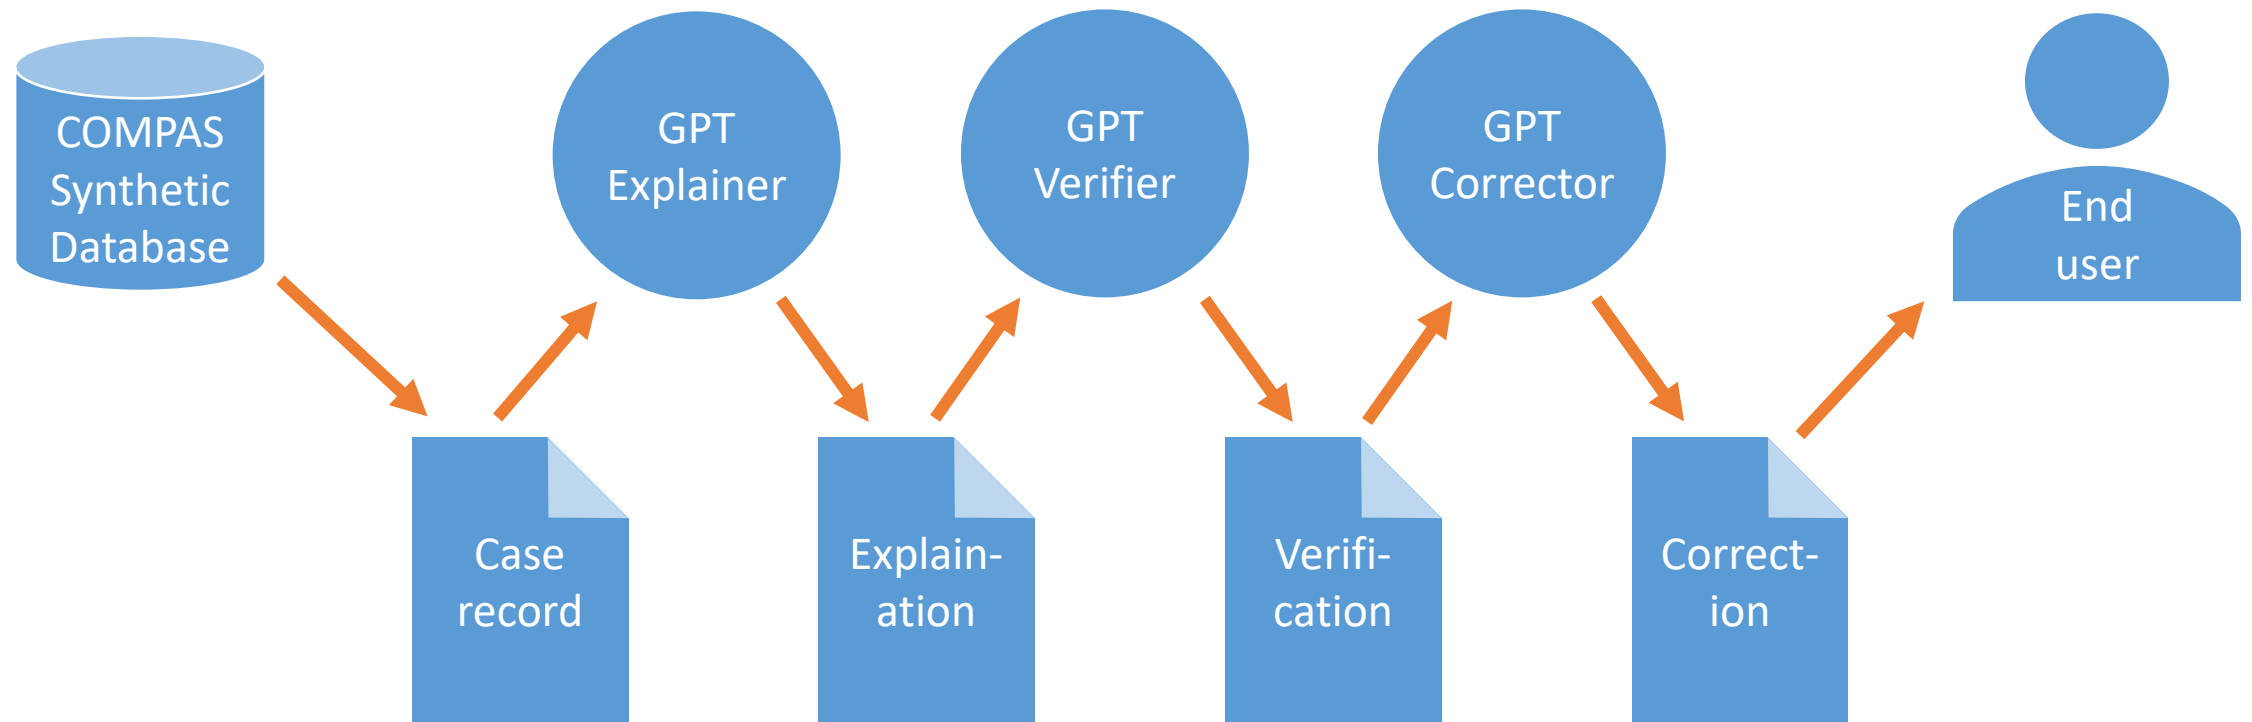 COMPAS
Synthetic
Database
GPT
Explainer
GPT
Verifier
GPT
Corrector
End
user
Case
record
Explain-
ation
Verifi-
cation
Correct-
ion